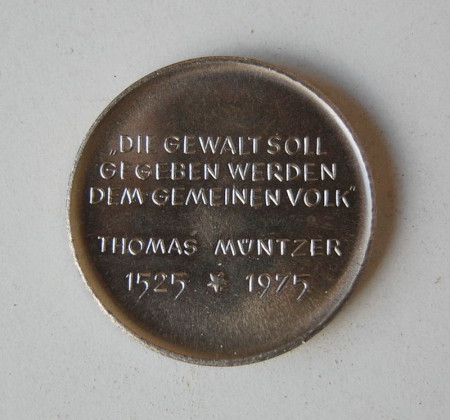 „DIE GEWALT SOLL
GEGEBEN WERDEN
DEM GEMEINEN VOLK“
THOMAS MÜNTZER
1525 * 1975